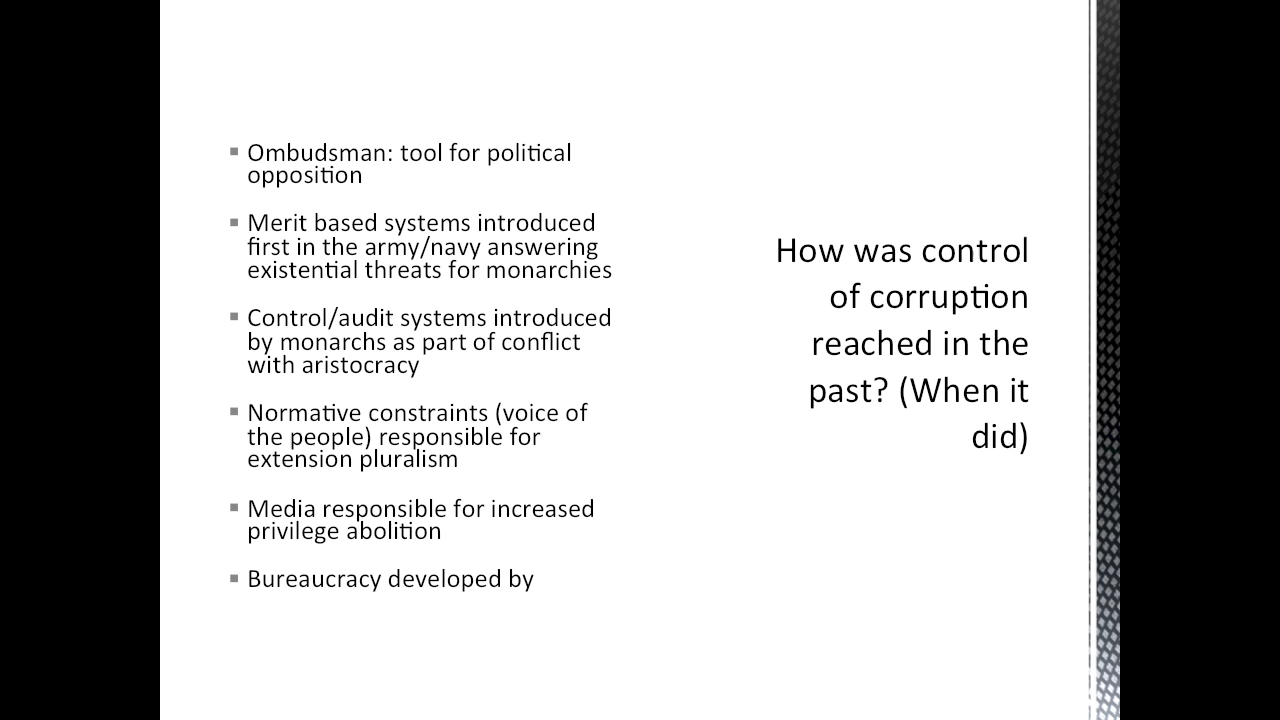 Ombudsman: tool for political
opposition
Merit based systems introduced
first in the army/navy answering
existential threats for monarchies
Control/audit systems introduced
by monarchs as part of conflict
with aristocracy
Normative constraints (voice of
the people) responsible for
extension pluralism
Media responsible for increased
privilege abolition
Bureaucracy developed by
How was control
of corruption
reached in the
past? (When it
did)